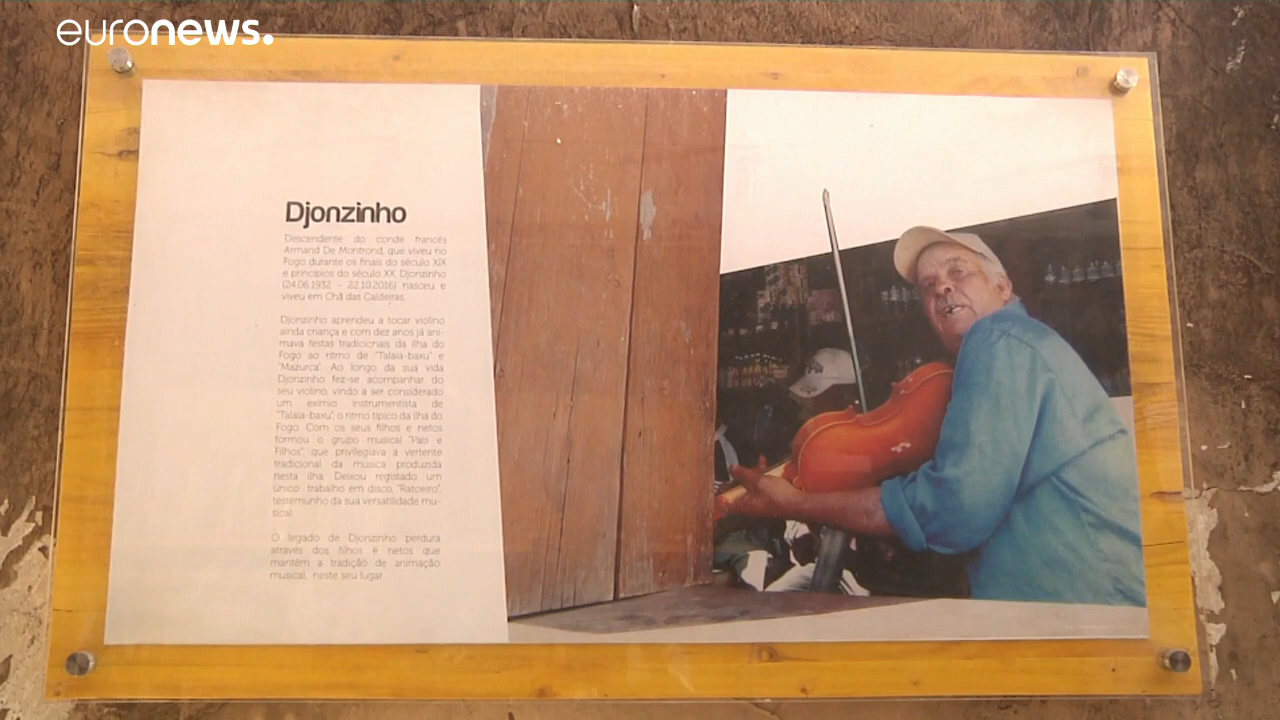 euronews.
Djonzinho
Descendente do conde francês
Armand De Montrond, que viveu no
Fogo durante os finais do século XIX
e princípios do século XX, Djonzinho
(24.06.1932 - 22.10.2016) nasceu e
viveu em Chã das Caldeiras.
Djonzinho aprendeu a tocar violino
ainda criança e com dez anos já ani-
mava festas tradicionais da ilha do
Fogo ao ritmo de "Talaia-baxu" e
"Mazurca". Ao longo da sua vida
Djonzinho fez-se acompanhar do
seu violino, vindo a ser considerado
um exímio instrumentista de
"Talaia-baxu", o ritmo típico da ilha do
Fogo. Com os seus filhos e netos
formou o grupo musical "Pais e
Filhos", que privilegiava a vertente
tradicional da música produzida
nesta ilha. Deixou registado um
único trabalho em disco, "Ratoeiro",
testemunho da sua versatilidade mu-
sical.
O legado de Djonzinho perdura
através dos filhos e netos que
mantêm a tradição de animação
musical neste seu lugar.